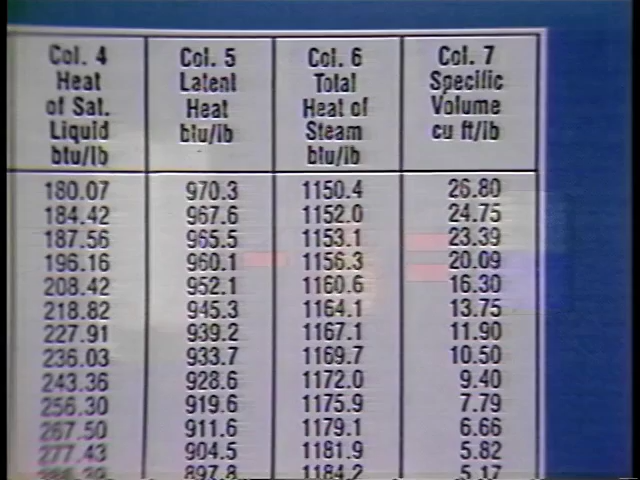 Col. 4 Col. 5 Col. 6 Col. 7
Heat Latent Total Specific
of Sat. Heat Heat of Volume
Liquid btu/lb Steam cu ft/lb
btu/lb btu/lb
180.07 970.3 1150.4 26.80
184.42 967.6 1152.0 24.75
187.56 965.5 1153.1 23.39
196.16 960.1 1156.3 20.09
208.42 952.1 1160.6 16.30
218.82 945.3 1164.1 13.75
227.91 939.2 1167.1 11.90
236.03 933.7 1169.7 10.50
243.36 928.6 1172.0 9.40
256.30 919.6 1175.9 7.79
267.50 911.6 1179.1 6.66
277.43 904.5 1181.9 5.82
897.8 1184.2 5.17